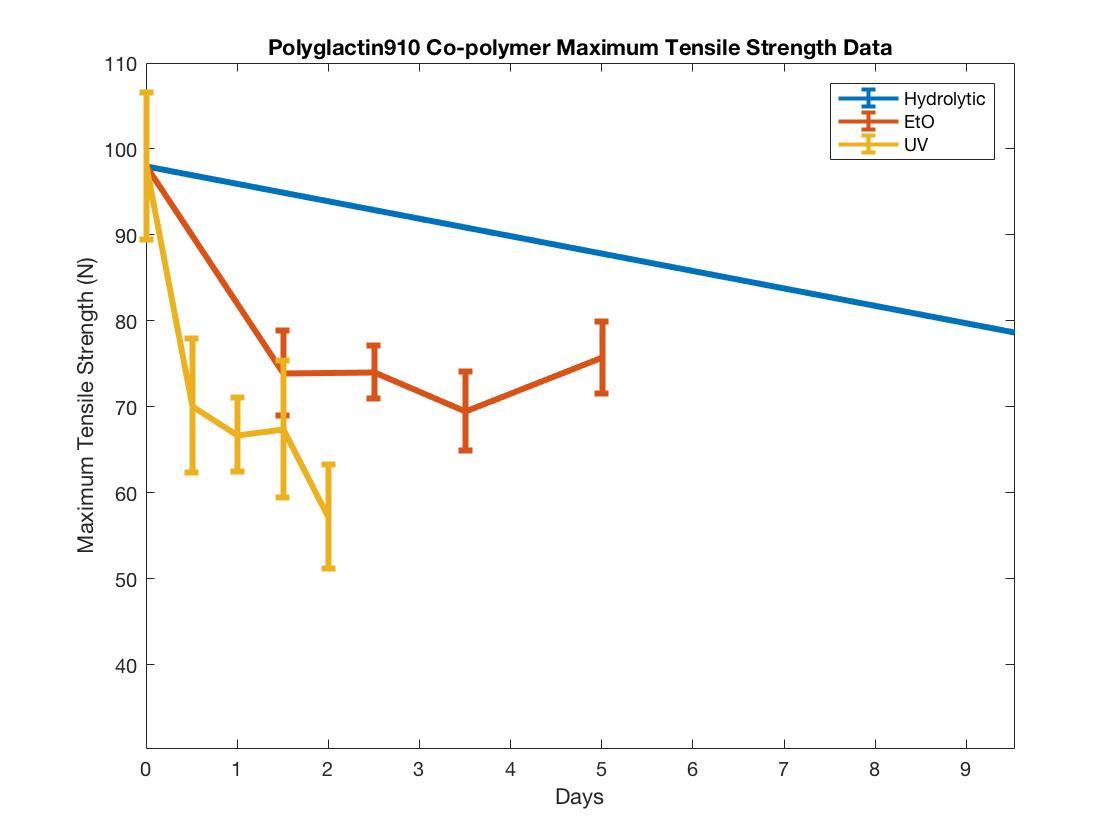 Polyglactin910 Co-polymer Maximum Tensile Strength Data
Maximum Tensile Strength (N)
110
100
90
80
70
60
50
40
Hydrolytic
EtO
UV
0 1 2 3 4 5 6 7 8 9
Days